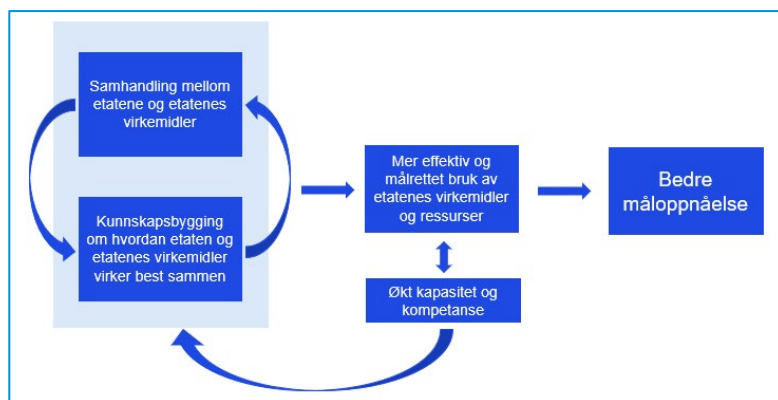 Samhandling mellom
etatene og etatenes
virkemidler
Kunnskapsbygging
om hvordan etaten og
etatenes virkemidler
virker best sammen
Mer effektiv og
målrettet bruk av
etatenes virkemidler
og ressurser
Økt kapasitet og
kompetanse
Bedre
måloppnåelse